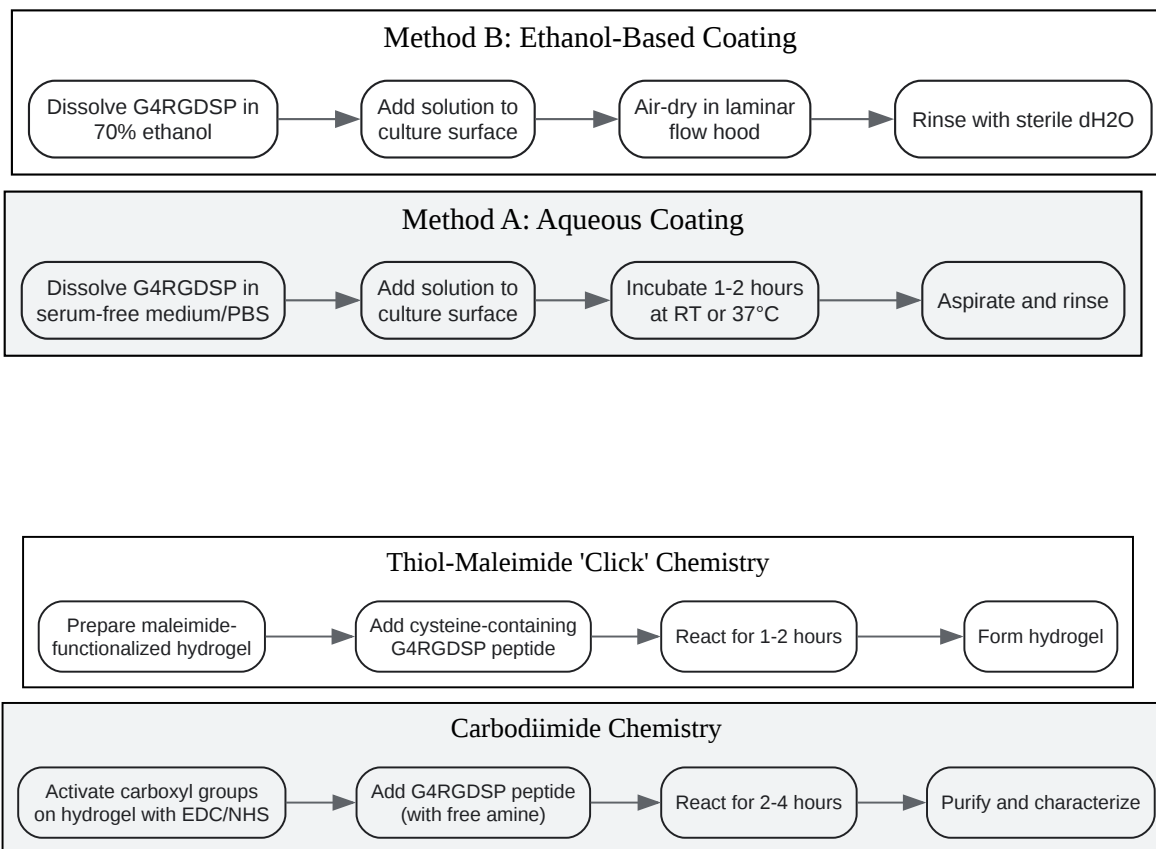 Method B: Ethanol-Based Coating
Dissolve G4RGDSP in
70% ethanol
Add solution to
culture surface
Air-dry in laminar
flow hood
Rinse with sterile dH2O
Method A: Aqueous Coating
Dissolve G4RGDSP in
serum-free medium/PBS
Add solution to
culture surface
Incubate 1-2 hours
at RT or 37°C
Aspirate and rinse
Thiol-Maleimide 'Click' Chemistry
Prepare maleimide-
functionalized hydrogel
Add cysteine-containing
G4RGDSP peptide
React for 1-2 hours
Form hydrogel
Carbodiimide Chemistry
Activate carboxyl groups
on hydrogel with EDC/NHS
Add G4RGDSP peptide
(with free amine)
React for 2-4 hours
Purify and characterize